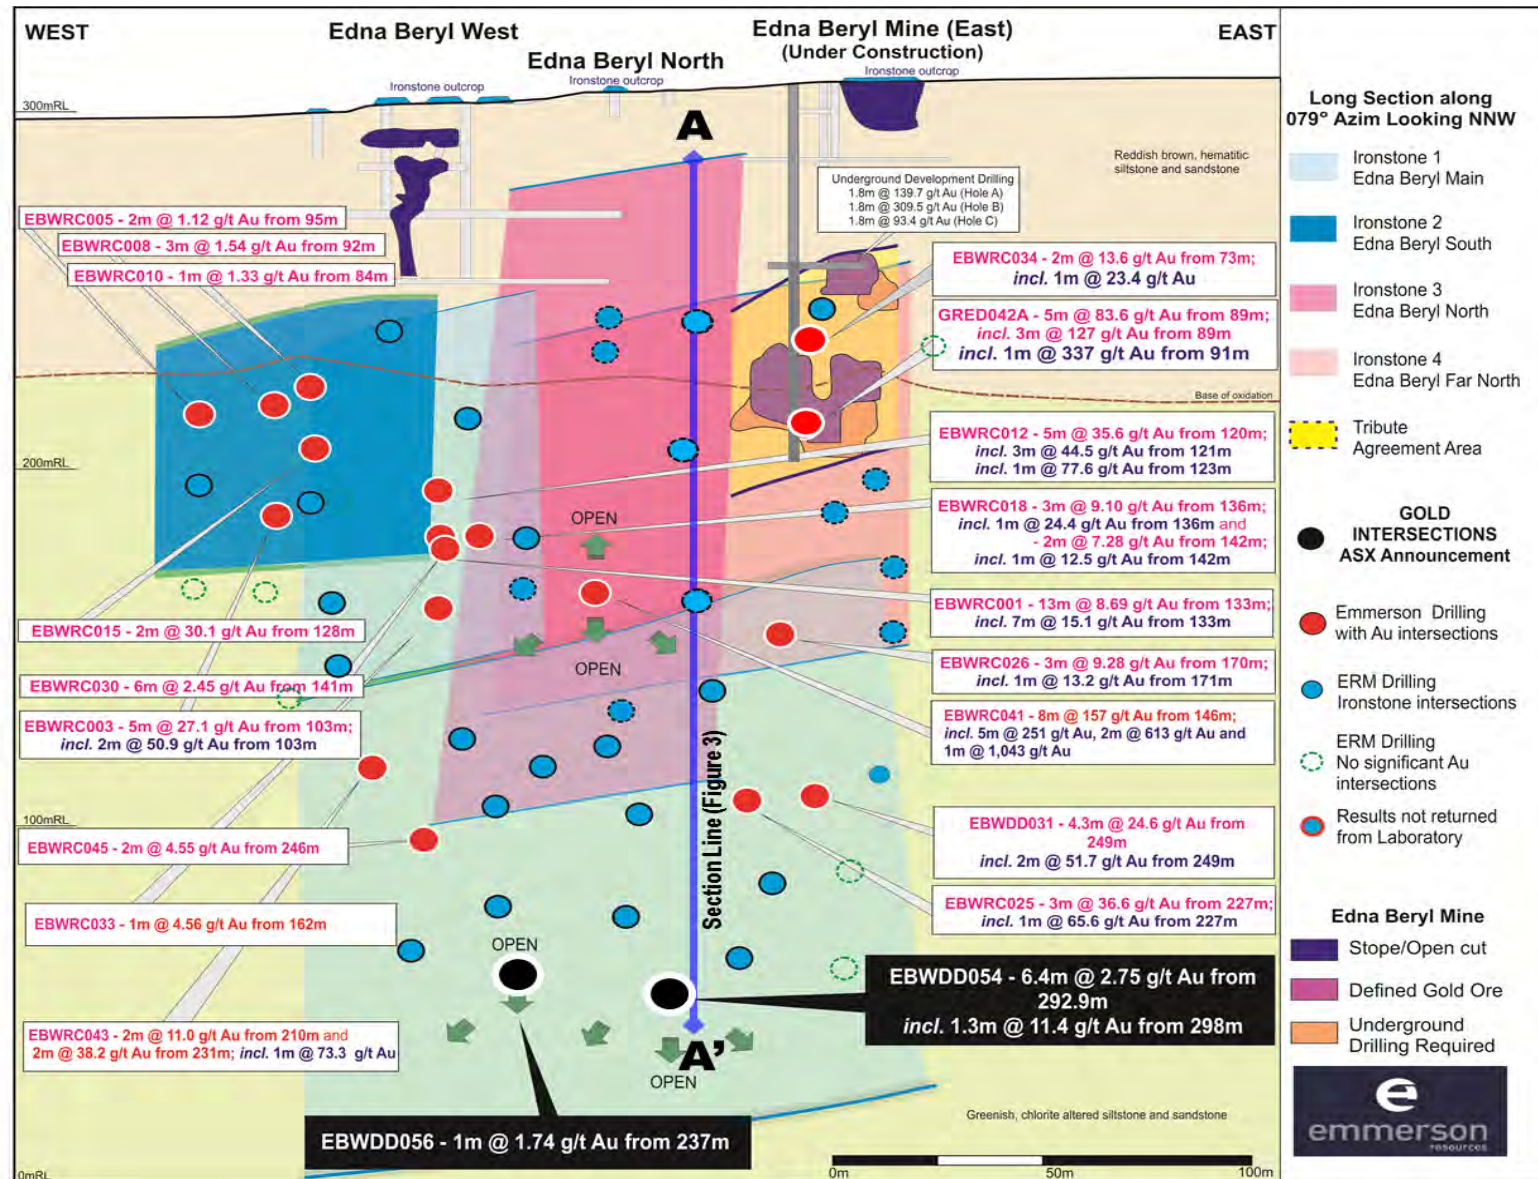 WEST
Edna Beryl West
Edna Beryl North
Edna Beryl Mine (East)
(Under Construction)
EAST
Ironstone outcrop
Ironstone outcrop
Ironstone outcrop
300mRL
A
Reddish brown, hematitic
siltstone and sandstone
Underground Development Drilling
1.8m @ 139.7 g/t Au (Hole A)
1.8m @ 309.5 g/t Au (Hole B)
1.8m @ 93.4 g/t Au (Hole C)
EBWRC005 - 2m @ 1.12 g/t Au from 95m
EBWRC008 - 3m @ 1.54 g/t Au from 92m
EBWRC010 - 1m @ 1.33 g/t Au from 84m
EBWRC034 - 2m @ 13.6 g/t Au from 73m;
incl. 1m @ 23.4 g/t Au
GRED042A - 5m @ 83.6 g/t Au from 89m;
incl. 3m @ 127 g/t Au from 89m
incl. 1m @ 337 g/t Au from 91m
Base of oxidation
EBWRC012 - 5m @ 35.6 g/t Au from 120m;
incl. 3m @ 44.5 g/t Au from 121m
incl. 1m @ 77.6 g/t Au from 123m
200mRL
EBWRC018 - 3m @ 9.10 g/t Au from 136m;
incl. 1m @ 24.4 g/t Au from 136m and
- 2m @ 7.28 g/t Au from 142m;
incl. 1m @ 12.5 g/t Au from 142m
OPEN
EBWRC001 - 13m @ 8.69 g/t Au from 133m;
incl. 7m @ 15.1 g/t Au from 133m
EBWRC015 - 2m @ 30.1 g/t Au from 128m
OPEN
EBWRC026 - 3m @ 9.28 g/t Au from 170m;
incl. 1m @ 13.2 g/t Au from 171m
EBWRC030 - 6m @ 2.45 g/t Au from 141m
EBWRC003 - 5m @ 27.1 g/t Au from 103m;
incl. 2m @ 50.9 g/t Au from 103m
EBWRC041 - 8m @ 157 g/t Au from 146m;
incl. 5m @ 251 g/t Au, 2m @ 613 g/t Au and
1m @ 1,043 g/t Au
Section Line (Figure 3)
100mRL
EBWRC045 - 2m @ 4.55 g/t Au from 246m
EBWDD031 - 4.3m @ 24.6 g/t Au from
249m
incl. 2m @ 51.7 g/t Au from 249m
EBWRC033 - 1m @ 4.56 g/t Au from 162m
EBWRC025 - 3m @ 36.6 g/t Au from 227m;
incl. 1m @ 65.6 g/t Au from 227m
OPEN
EBWDD054 - 6.4m @ 2.75 g/t Au from
292.9m
incl. 1.3m @ 11.4 g/t Au from 298m
EBWRC043 - 2m @ 11.0 g/t Au from 210m and
2m @ 38.2 g/t Au from 231m; incl. 1m @ 73.3 g/t Au
A'
OPEN
EBWDD056 - 1m @ 1.74 g/t Au from 237m
Greenish, chlorite altered siltstone and sandstone
0mRL
0m
50m
100m
Long Section along
079° Azim Looking NNW
Ironstone 1
Edna Beryl Main
Ironstone 2
Edna Beryl South
Ironstone 3
Edna Beryl North
Ironstone 4
Edna Beryl Far North
Tribute
Agreement Area
GOLD
INTERSECTIONS
ASX Announcement
Emmerson Drilling
with Au intersections
ERM Drilling
Ironstone intersections
ERM Drilling
No significant Au
intersections
Results not returned
from Laboratory
Edna Beryl Mine
Stope/Open cut
Defined Gold Ore
Underground
Drilling Required
e
emmerson
resources